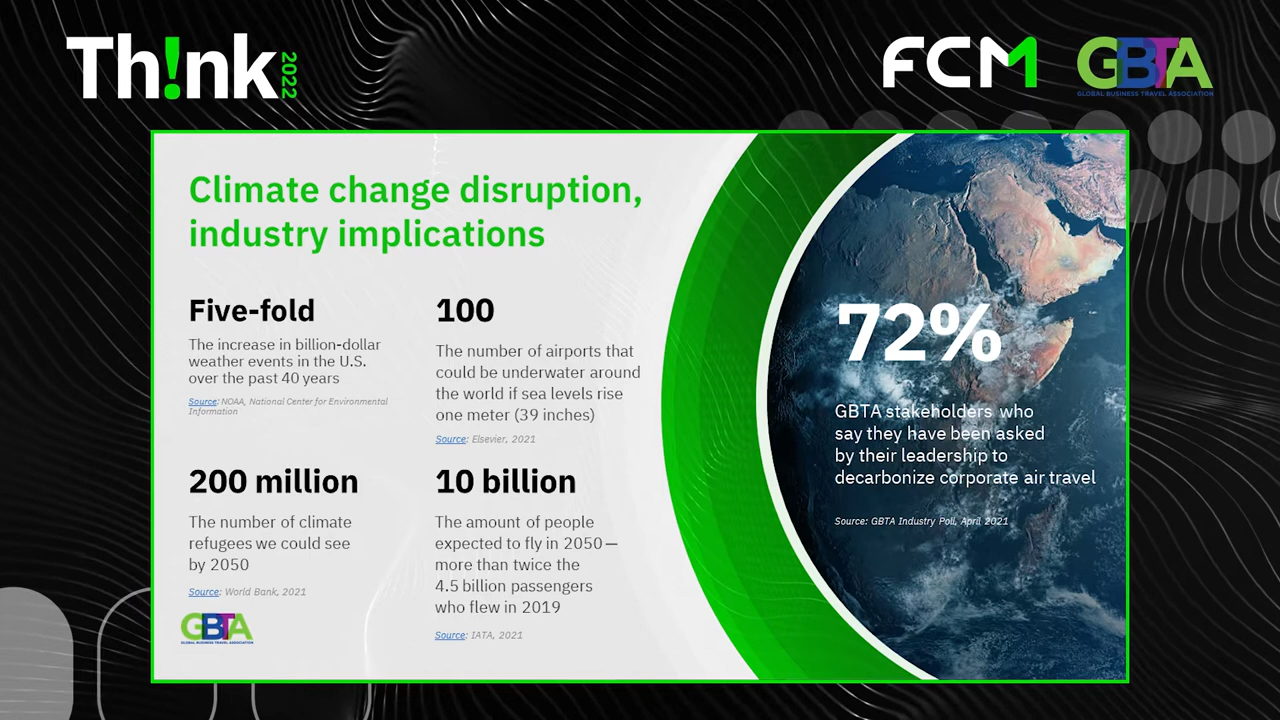 Th!nk 2022
FCM
GBTA
GLOBAL BUSINESS TRAVEL ASSOCIATION
Climate change disruption,
industry implications
Five-fold
The increase in billion-dollar
weather events in the U.S.
over the past 40 years
Source: NOAA, National Center for Environmental
Information
100
The number of airports that
could be underwater around
the world if sea levels rise
one meter (39 inches)
Source: Elsevier, 2021
200 million
The number of climate
refugees we could see
by 2050
Source: World Bank, 2021
10 billion
The amount of people
expected to fly in 2050—
more than twice the
4.5 billion passengers
who flew in 2019
Source: IATA, 2021
GBTA
GLOBAL BUSINESS TRAVEL ASSOCIATION
72%
GBTA stakeholders who
say they have been asked
by their leadership to
decarbonize corporate air travel
Source: GBTA Industry Poll, April 2021